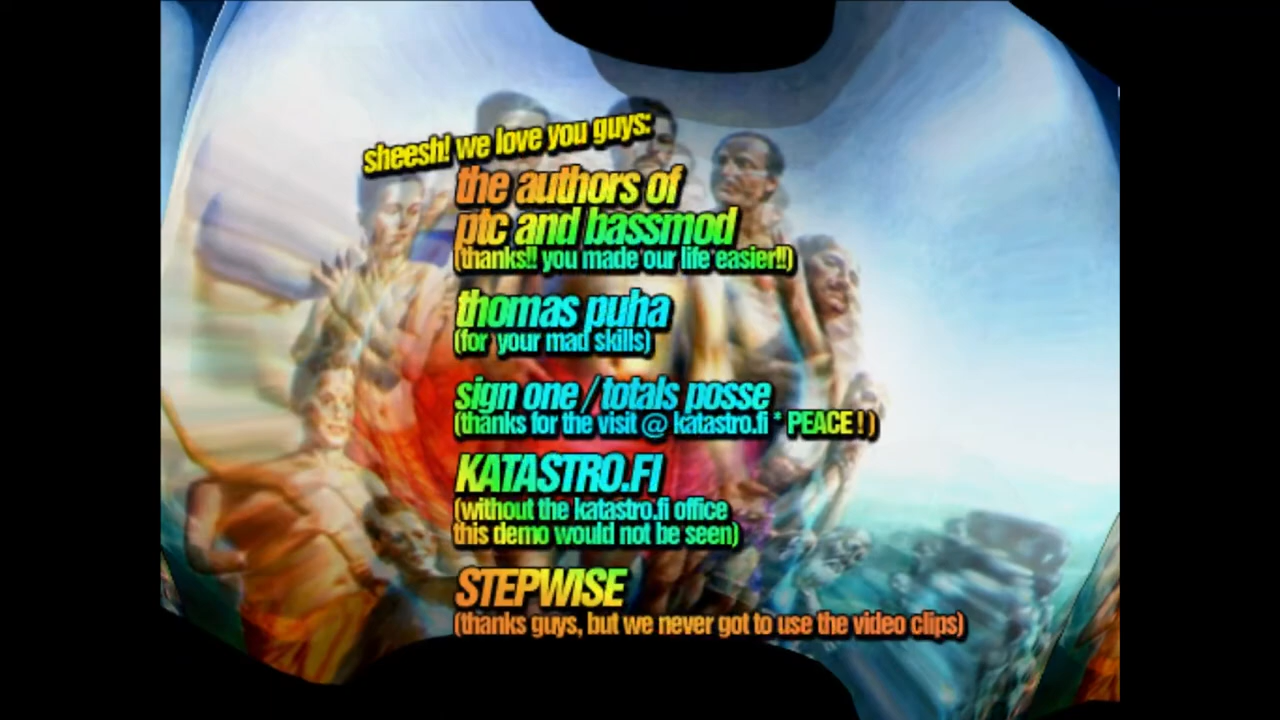 sheesh! we love you guys:
the authors of
ptc and bassmod
(thanks!! you made our life easier!!)
thomas puha
(for your mad skills)
sign one / totals posse
(thanks for the visit @ katastro.fi * PEACE ! )
KATASTRO.FI
(without the katastro.fi office
this demo would not be seen)
STEPWISE
(thanks guys, but we never got to use the video clips)